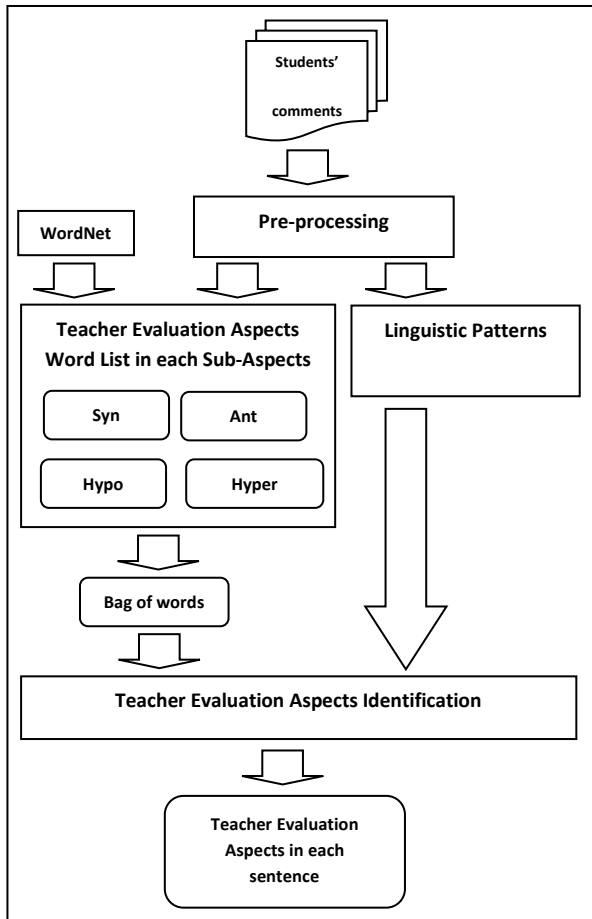 Students’
comments
Pre-processing
WordNet
Teacher Evaluation Aspects
Word List in each Sub-Aspects
Syn
Ant
Hypo
Hyper
Linguistic Patterns
Bag of words
Teacher Evaluation Aspects Identification
Teacher Evaluation
Aspects in each
sentence